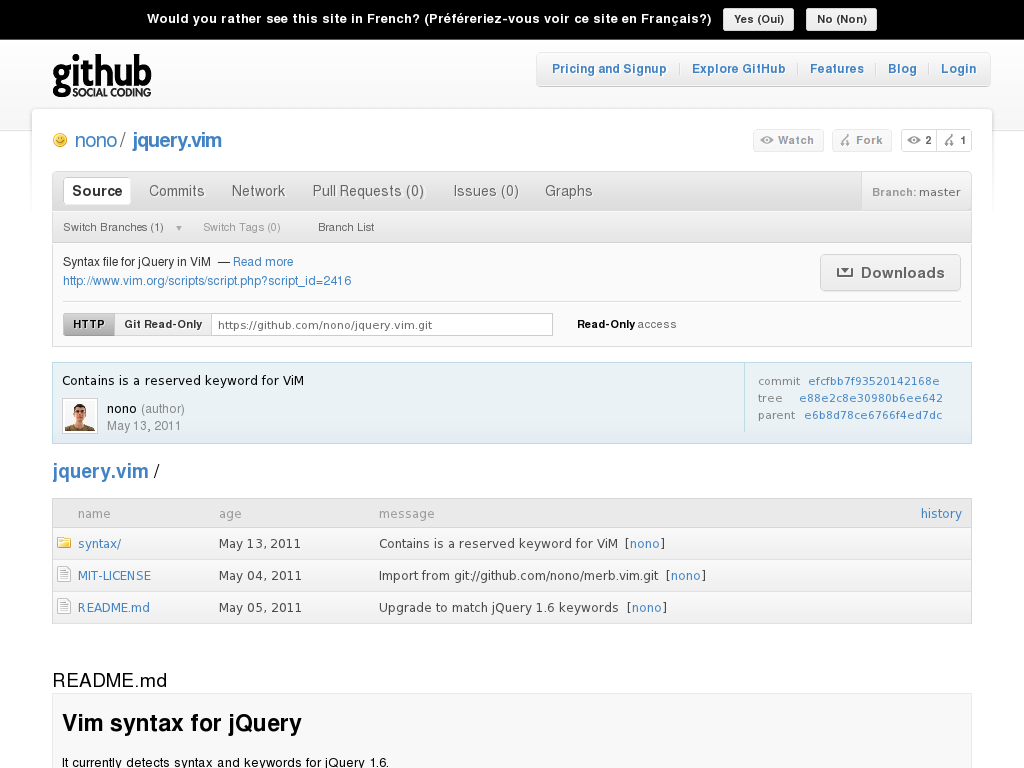 Would you rather see this site in French? (Préféreriez-vous voir ce site en Français?) Yes (Oui) No (Non)
github
SOCIAL CODING
Pricing and Signup Explore GitHub Features Blog Login
nono / jquery.vim
Watch Fork 2 1
Source Commits Network Pull Requests (0) Issues (0) Graphs Branch: master
Switch Branches (1) Switch Tags (0) Branch List
Syntax file for jQuery in ViM — Read more
http://www.vim.org/scripts/script.php?script_id=2416
Downloads
HTTP Git Read-Only https://github.com/nono/jquery.vim.git Read-Only access
Contains is a reserved keyword for ViM
nono (author)
May 13, 2011
commit efcfbb7f93520142168e
tree e88e2c8e30980b6ee642
parent e6b8d78ce6766f4ed7dc
jquery.vim /
name age message history
syntax/ May 13, 2011 Contains is a reserved keyword for ViM [nono]
MIT-LICENSE May 04, 2011 Import from git://github.com/nono/merb.vim.git [nono]
README.md May 05, 2011 Upgrade to match jQuery 1.6 keywords [nono]
README.md
Vim syntax for jQuery
It currently detects syntax and keywords for jQuery 1.6.